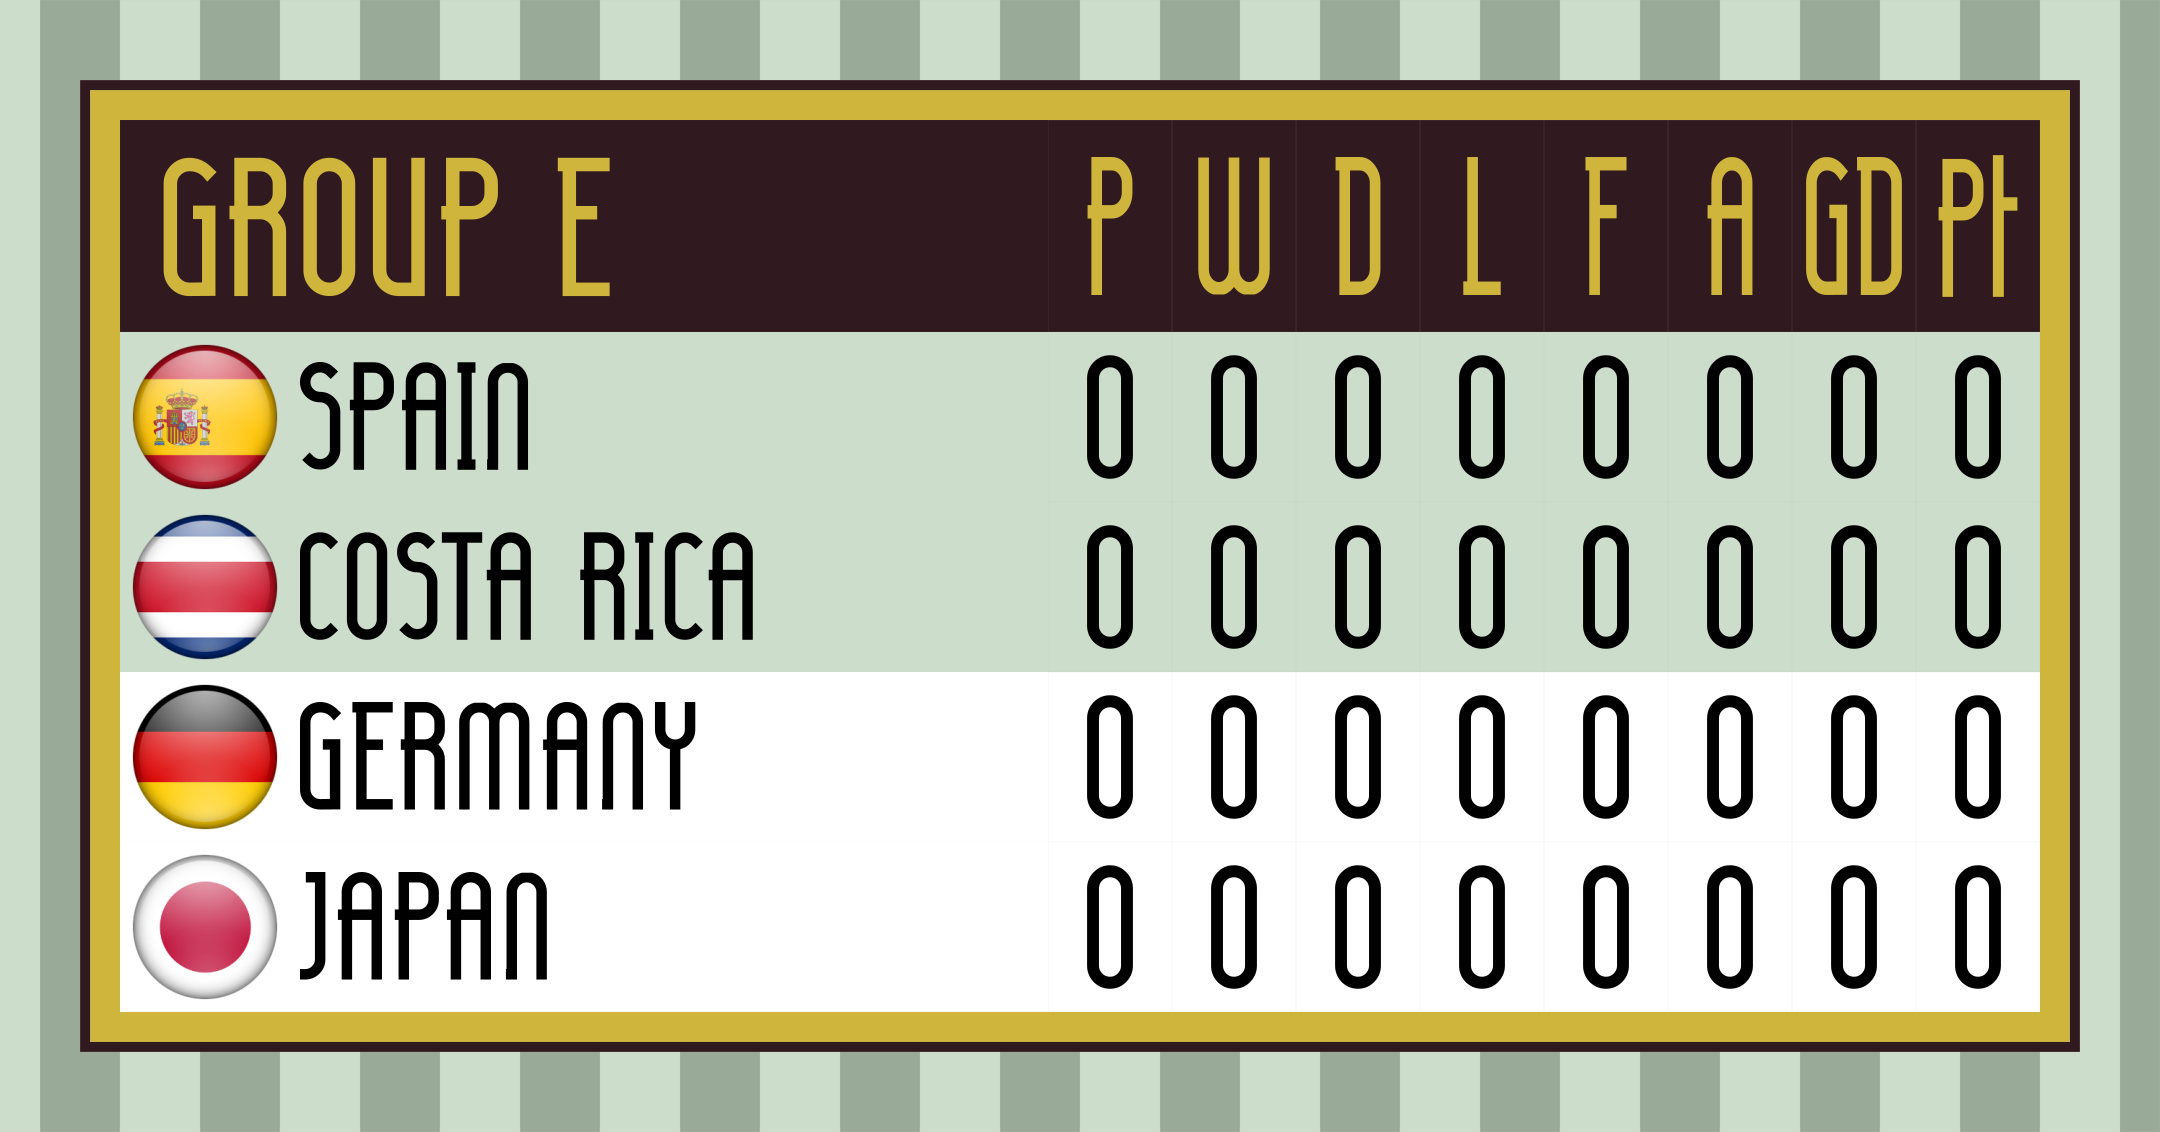 GROUP E P W D L F A GD Pt
SPAIN 0 0 0 0 0 0 0 0
COSTA RICA 0 0 0 0 0 0 0 0
GERMANY 0 0 0 0 0 0 0 0
JAPAN 0 0 0 0 0 0 0 0